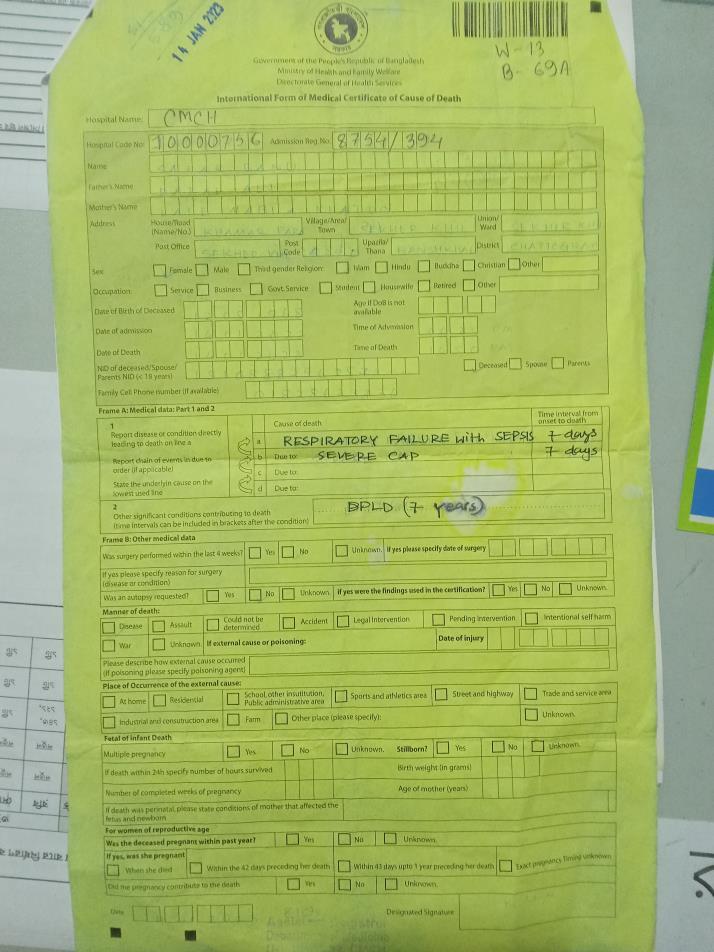 14 JAN 2023
W-13
B-69A
Government of the People's Republic of Bangladesh
Ministry of Health and Family Welfare
Directorate General of Health Services
International Form of Medical Certificate of Cause of Death
Hospital Name: CMCH
Hospital Code No: 10000756 Admission Reg. No. 8754/394
Name
Father's Name
Mother's Name
Address House/Road (Name/No.) Village/Area/Town Union/Ward
Post Office Post Code Upazila/Thana District
Sex Female Male Third gender Religion: Islam Hindu Buddha Christian Other
Occupation: Service Business Govt. Service Student Housewife Retired Other
Date of Birth of Deceased Age if DoB is not available
Date of admission Time of Admission
Date of Death Time of Death
NID of deceased/Spouse/Parents NID (< 18 years) Deceased Spouse Parents
Family Cell Phone number (if available)
Frame A: Medical data: Part 1 and 2
1 Cause of death Time interval from onset to death
Report disease or condition directly leading to death on line a
a RESPIRATORY FAILURE with SEPSIS 7 days
Report chain of events in due to order (if applicable)
b Due to: SEVERE CAP 7 days
c Due to:
State the underlyin cause on the lowest used line
d Due to:
2
Other significant conditions contributing to death (time intervals can be included in brackets after the condition) DPLD (7 years)
Frame B: Other medical data
Was surgery performed within the last 4 weeks? Yes No Unknown. If yes please specify date of surgery
If yes please specify reason for surgery (disease or condition)
Was an autopsy requested? Yes No Unknown. If yes were the findings used in the certification? Yes No Unknown.
Manner of death:
Disease Assault Could not be determined Accident Legal Intervention Pending Intervention Intentional self harm
War Unknown. If external cause or poisoning: Date of injury
Please describe how external cause occurred (If poisoning please specify poisoning agent)
Place of Occurrence of the external cause:
At home Residential School, other institution, Public administrative area Sports and athletics area Street and highway Trade and service area
Industrial and consutruction area Farm Other place (please specify): Unknown.
Fetal of infant Death
Multiple pregnancy Yes No Unknown. Stillborn? Yes No Unknown.
If death within 24h specify number of hours survived Birth weight (in grams)
Number of completed weeks of pregnancy Age of mother (years)
If death was perinatal, please state conditions of mother that affected the fetus and newborn
For women of reproductive age
Was the deceased pregnant within past year? Yes No Unknown.
If yes, was she pregnant
When she died Within the 42 days preceding her death Within 43 days upto 1 year preceding her death Exact pregnancy Timing unknown
Did the pregnancy contribute to the death Yes No Unknown.
Date Designated Signature